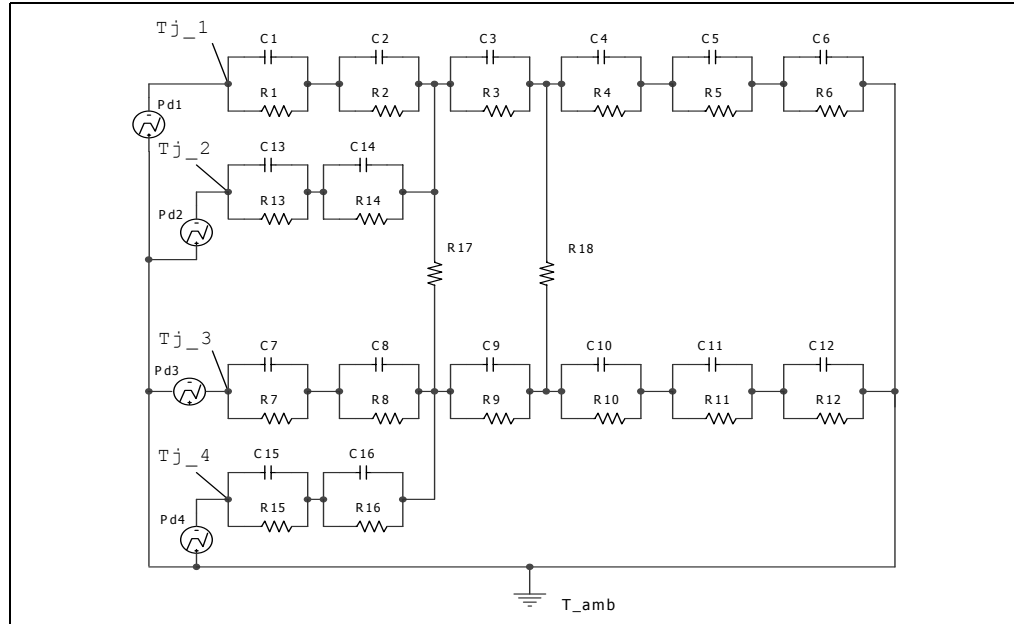 Tj_1
C1 C2 C3 C4 C5 C6
R1 R2 R3 R4 R5 R6
Pd1
Tj_2
C13 C14
R13 R14
Pd2
R17 R18
Tj_3
C7 C8 C9 C10 C11 C12
Pd3
R7 R8 R9 R10 R11 R12
Tj_4
C15 C16
R15 R16
Pd4
T_amb